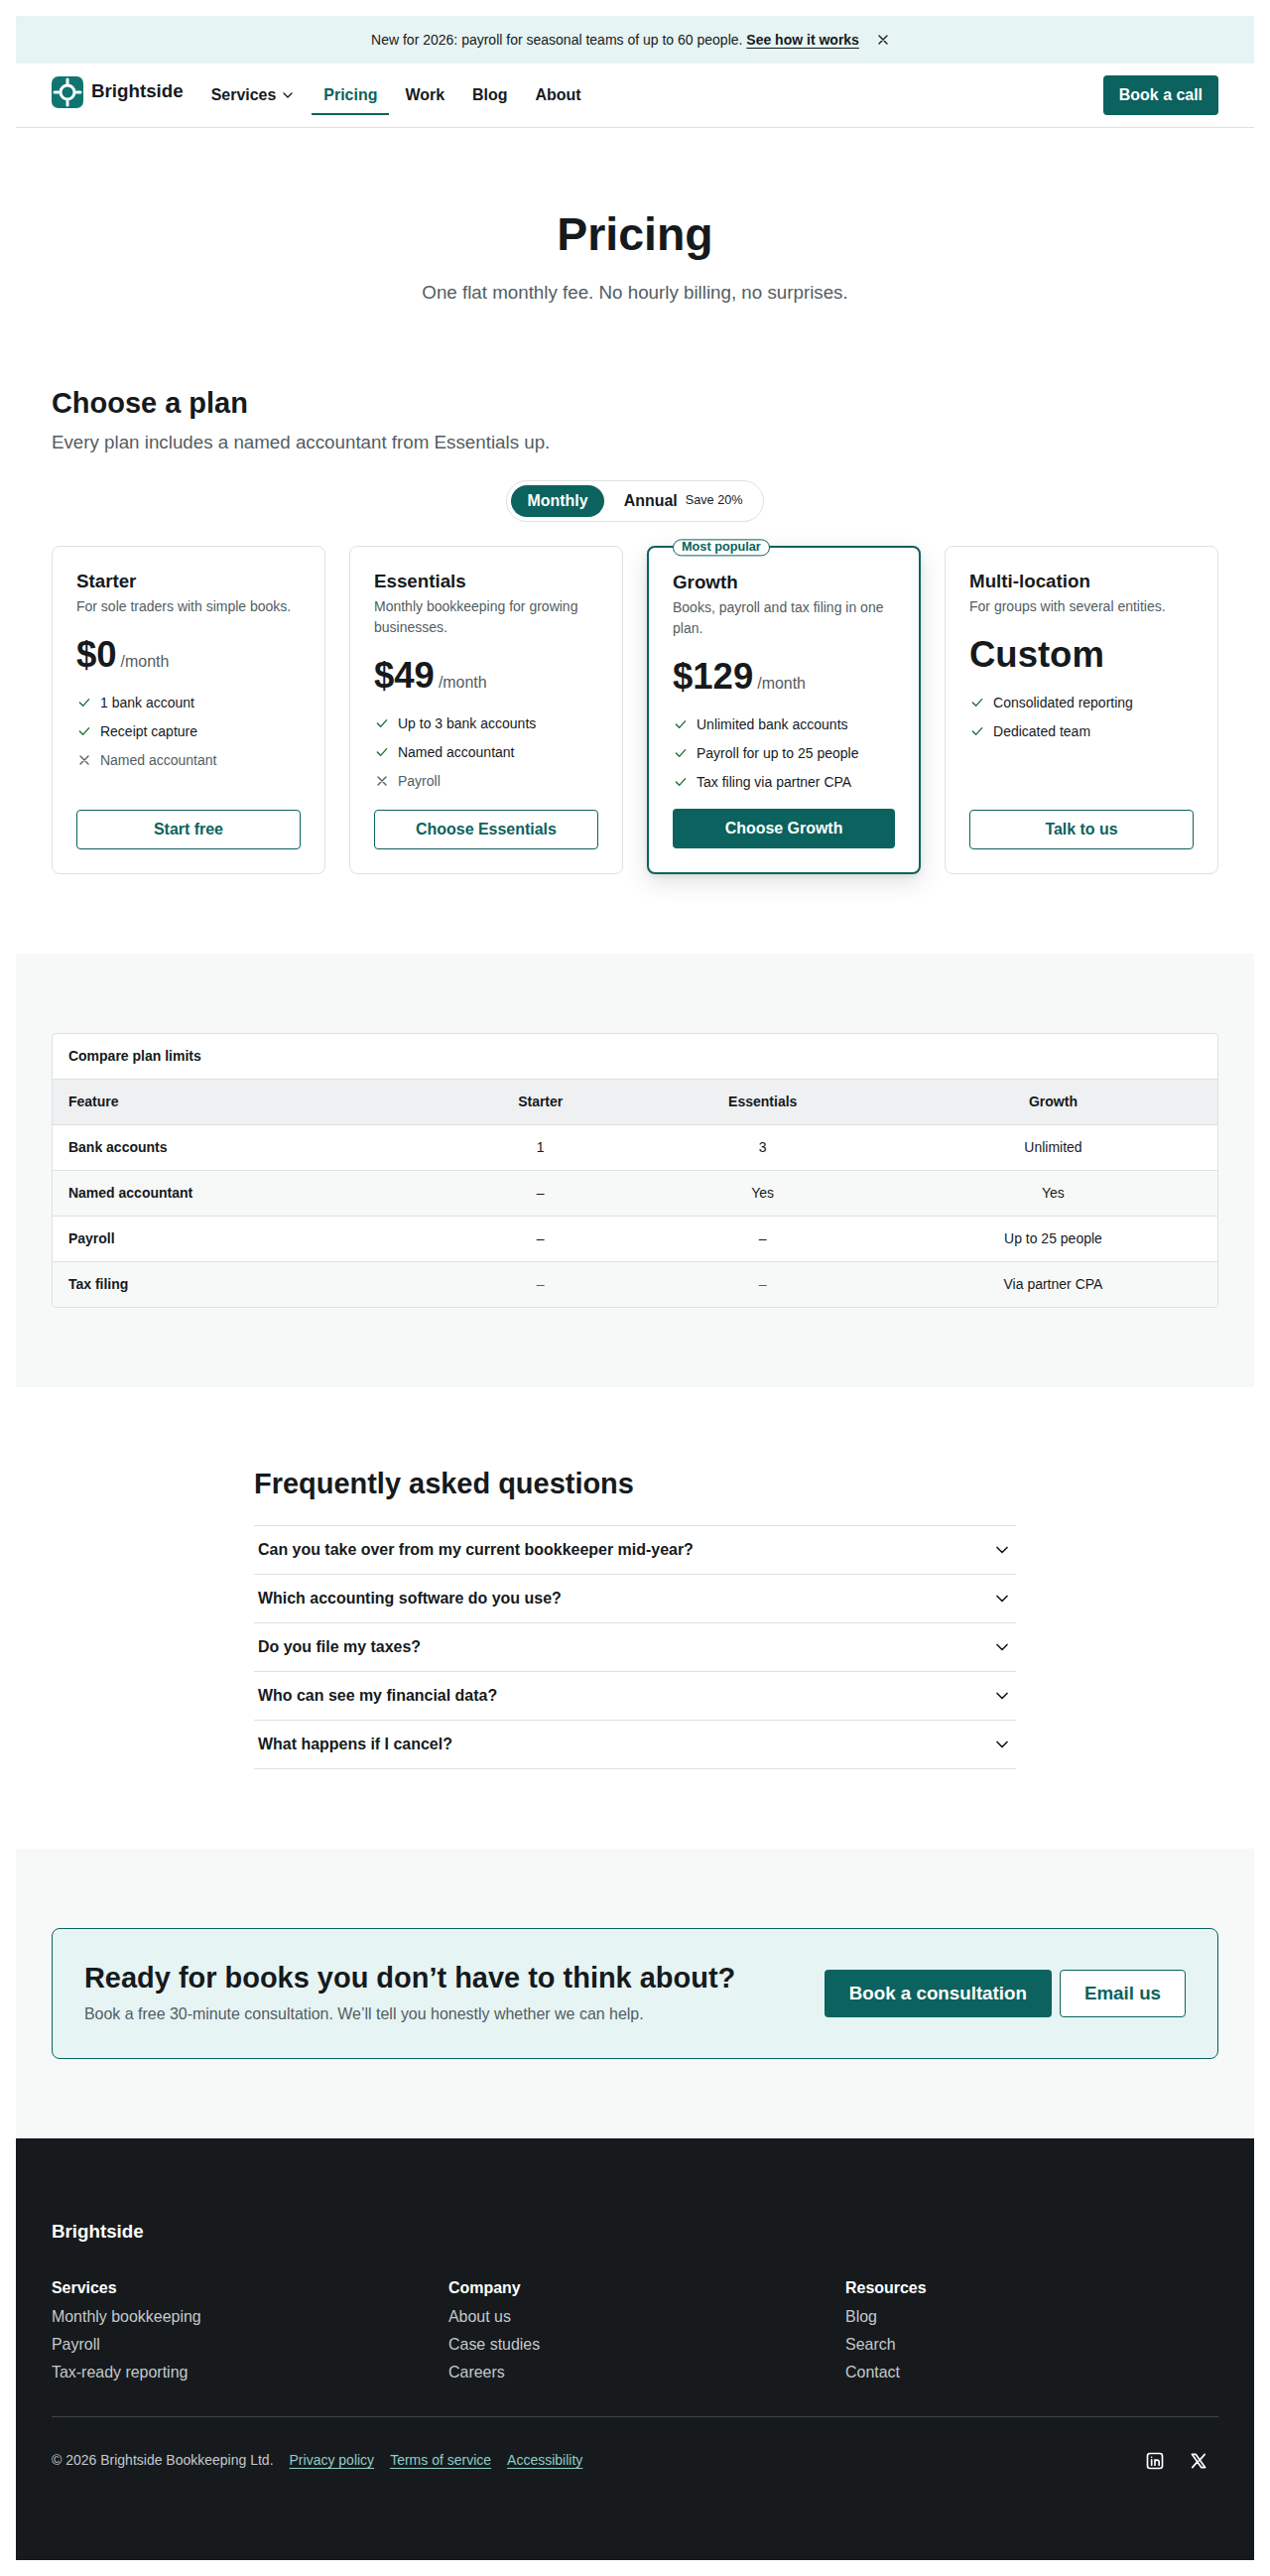 New for 2026: payroll for seasonal teams of up to 60 people. See how it works
Brightside
Services
Pricing
Work
Blog
About
Book a call
Pricing
One flat monthly fee. No hourly billing, no surprises.
Choose a plan
Every plan includes a named accountant from Essentials up.
Monthly
Annual Save 20%
Starter
For sole traders with simple books.
$0 /month
1 bank account
Receipt capture
Named accountant
Start free
Essentials
Monthly bookkeeping for growing
businesses.
$49 /month
Up to 3 bank accounts
Named accountant
Payroll
Choose Essentials
Most popular
Growth
Books, payroll and tax filing in one
plan.
$129 /month
Unlimited bank accounts
Payroll for up to 25 people
Tax filing via partner CPA
Choose Growth
Multi-location
For groups with several entities.
Custom
Consolidated reporting
Dedicated team
Talk to us
Compare plan limits
Feature Starter Essentials Growth
Bank accounts 1 3 Unlimited
Named accountant – Yes Yes
Payroll – – Up to 25 people
Tax filing – – Via partner CPA
Frequently asked questions
Can you take over from my current bookkeeper mid-year?
Which accounting software do you use?
Do you file my taxes?
Who can see my financial data?
What happens if I cancel?
Ready for books you don’t have to think about?
Book a free 30-minute consultation. We’ll tell you honestly whether we can help.
Book a consultation
Email us
Brightside
Services
Monthly bookkeeping
Payroll
Tax-ready reporting
Company
About us
Case studies
Careers
Resources
Blog
Search
Contact
© 2026 Brightside Bookkeeping Ltd. Privacy policy Terms of service Accessibility